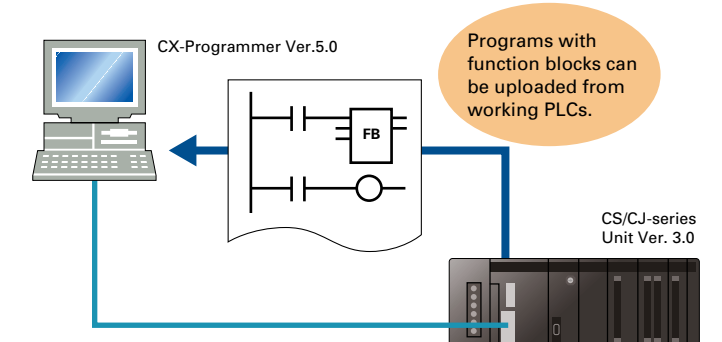 CX-Programmer Ver.5.0
Programs with
function blocks can
be uploaded from
working PLCs.
FB
CS/CJ-series
Unit Ver. 3.0